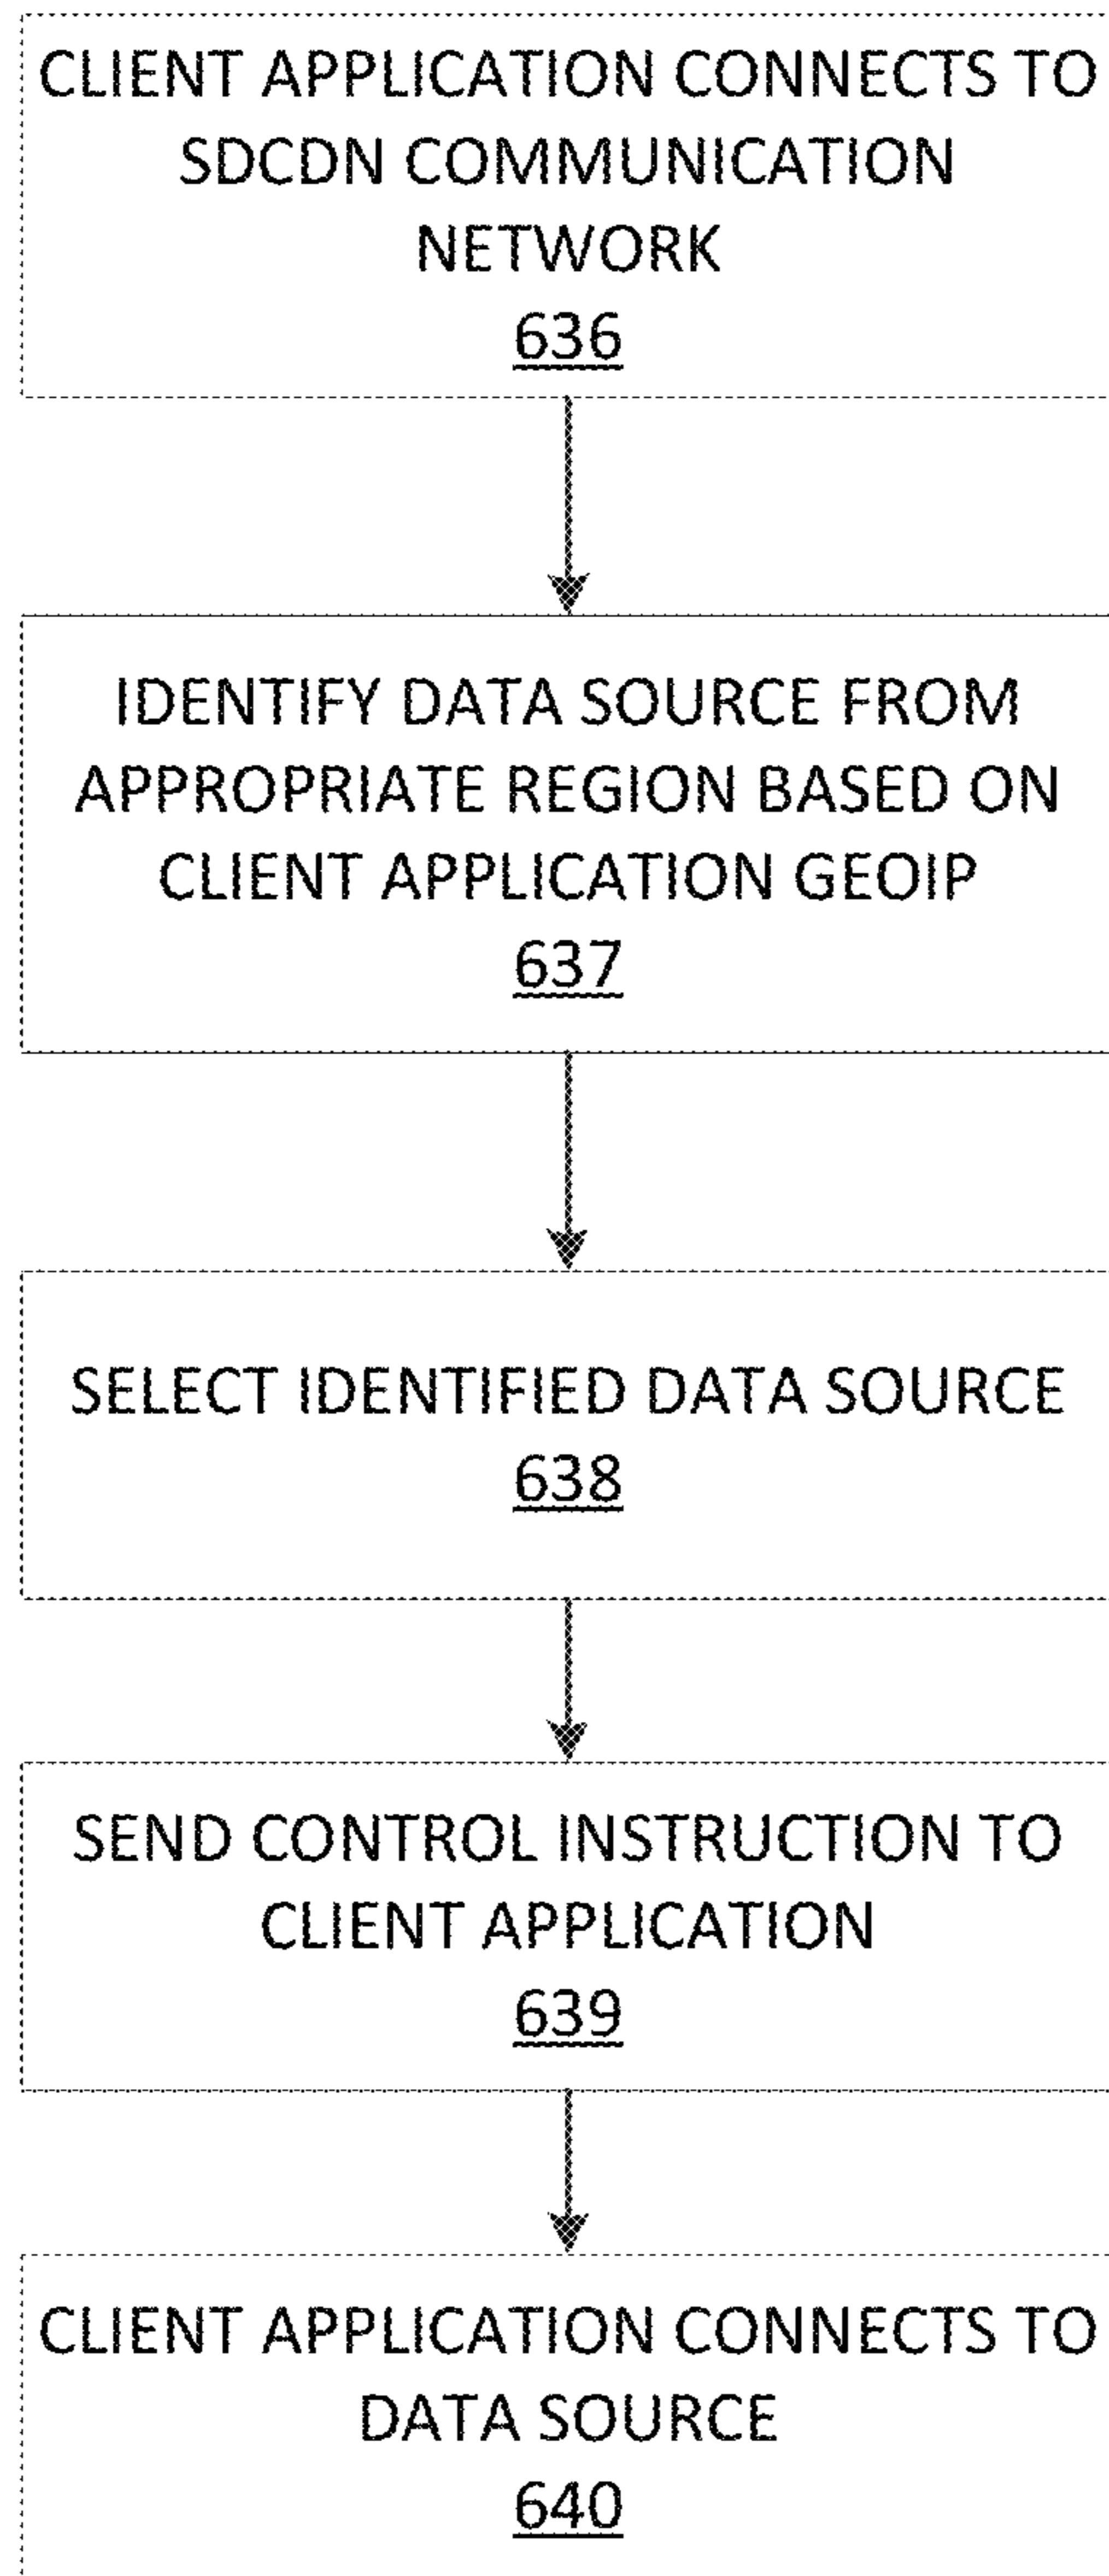 CLIENT APPLICATION CONNECTS TO
SDCDN COMMUNICATION
NETWORK
636
IDENTIFY DATA SOURCE FROM
APPROPRIATE REGION BASED ON
CLIENT APPLICATION GEOIP
637
SELECT IDENTIFIED DATA SOURCE
638
SEND CONTROL INSTRUCTION TO
CLIENT APPLICATION
639
CLIENT APPLICATION CONNECTS TO
DATA SOURCE
640